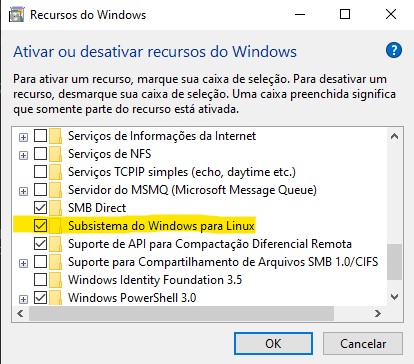 Recursos do Windows
Ativar ou desativar recursos do Windows
Para ativar um recurso, marque sua caixa de seleção. Para desativar um
recurso, desmarque sua caixa de seleção. Uma caixa preenchida significa
que somente parte do recurso está ativada.
Serviços de Informações da Internet
Serviços de NFS
Serviços TCPIP simples (echo, daytime etc.)
Servidor do MSMQ (Microsoft Message Queue)
SMB Direct
Subsistema do Windows para Linux
Suporte de API para Compactação Diferencial Remota
Suporte para Compartilhamento de Arquivos SMB 1.0/CIFS
Windows Identity Foundation 3.5
Windows PowerShell 3.0
OK
Cancelar